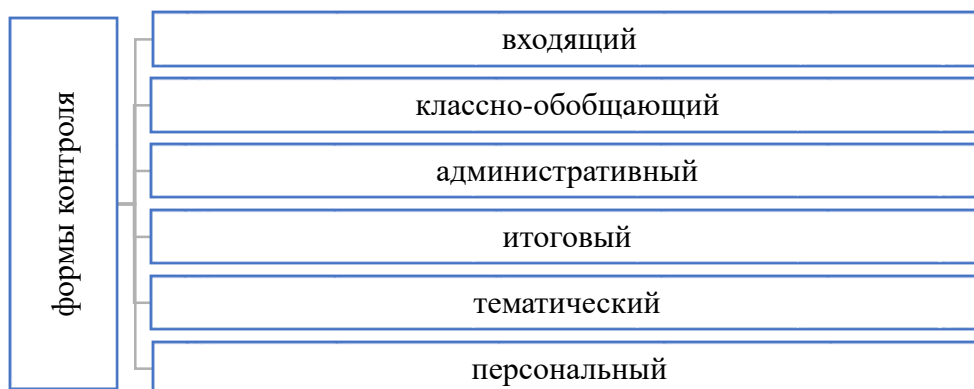 формы контроля
входящий
классно-обобщающий
административный
итоговый
тематический
персональный